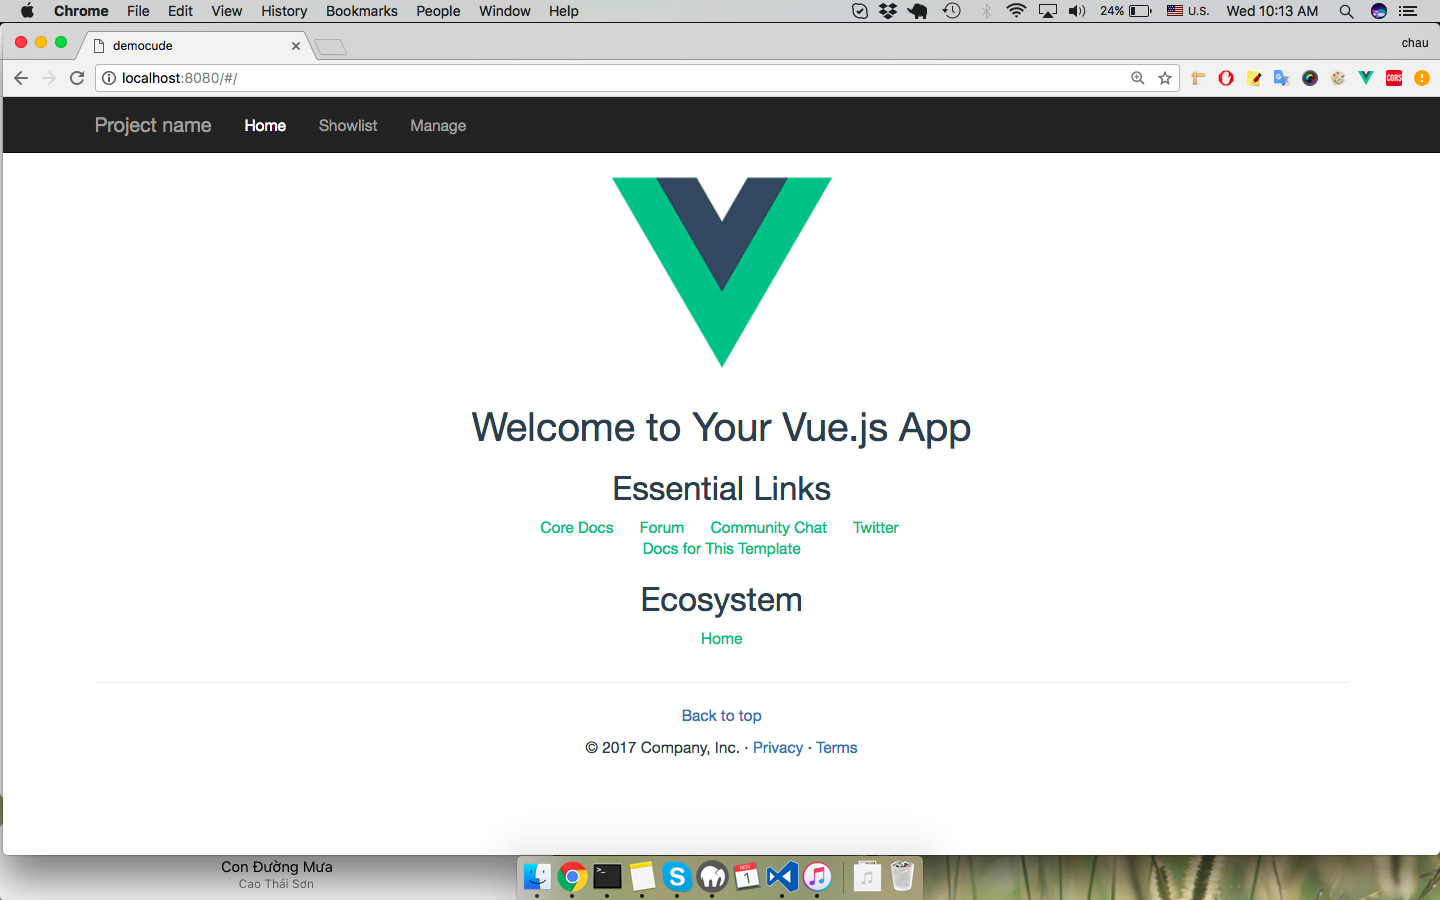 Chrome File Edit View History Bookmarks People Window Help 24% U.S. Wed 10:13 AM
democude
chau
localhost:8080/#/
CORS
Project name Home Showlist Manage
Welcome to Your Vue.js App
Essential Links
Core Docs Forum Community Chat Twitter
Docs for This Template
Ecosystem
Home
Back to top
© 2017 Company, Inc. · Privacy · Terms
Con Đường Mưa
Cao Thái Sơn
NOV
1